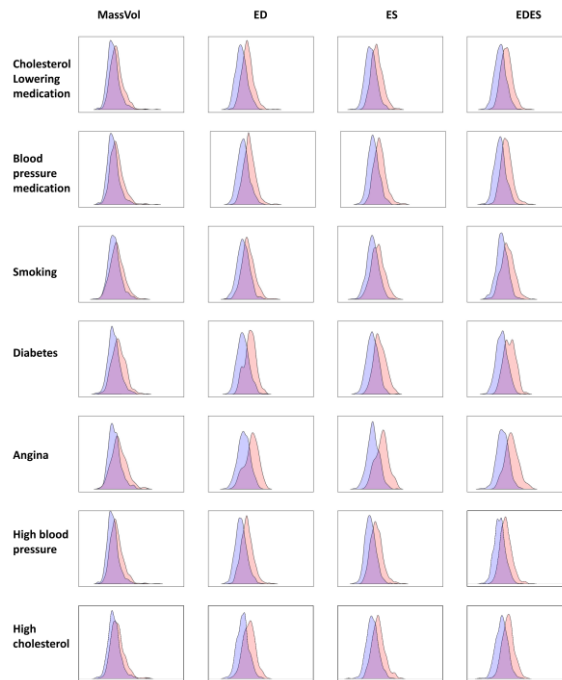 MassVol ED ES EDES
Cholesterol
Lowering
medication
Blood
pressure
medication
Smoking
Diabetes
Angina
High blood
pressure
High
cholesterol